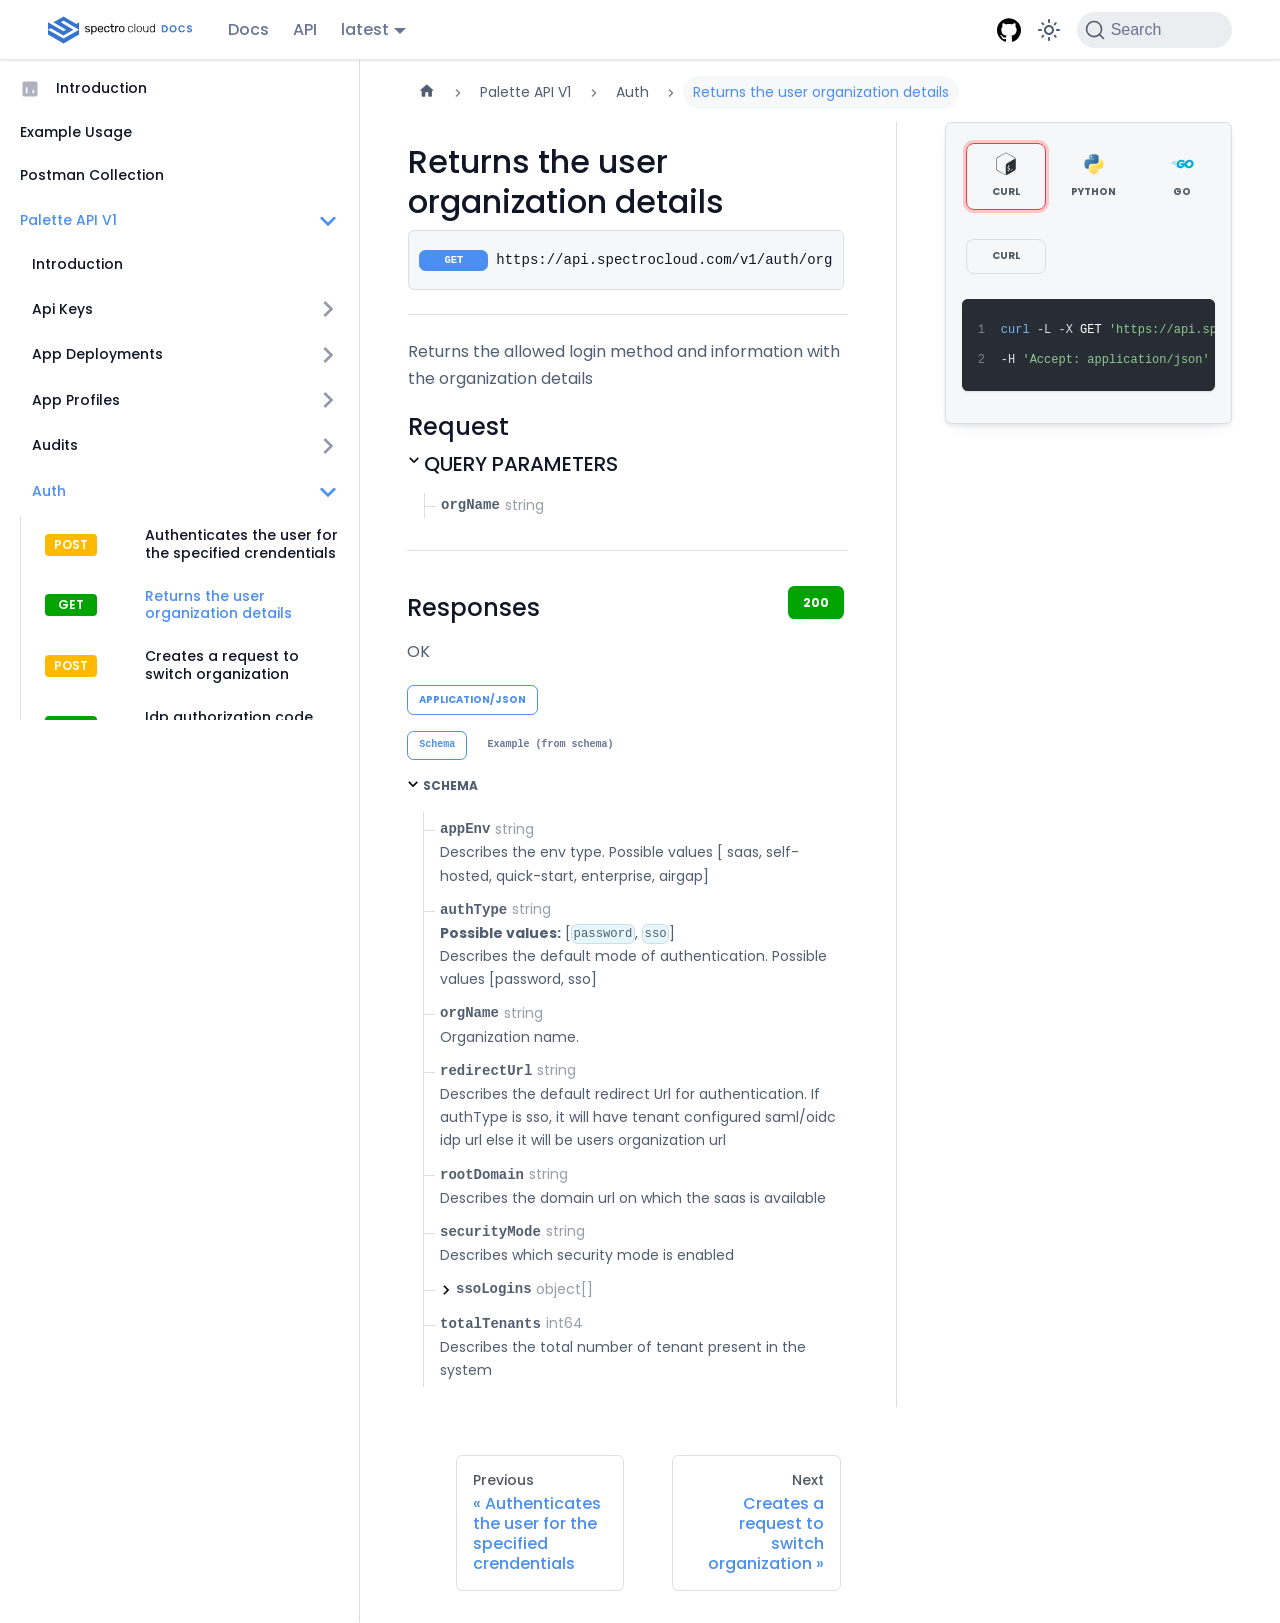 spectro cloud DOCS
Docs
API
latest
Search
Introduction
Example Usage
Postman Collection
Palette API V1
Introduction
Api Keys
App Deployments
App Profiles
Audits
Auth
POST
Authenticates the user for
the specified crendentials
GET
Returns the user
organization details
POST
Creates a request to
switch organization
Idp authorization code
Palette API V1
Auth
Returns the user organization details
Returns the user
organization details
GET https://api.spectrocloud.com/v1/auth/org
Returns the allowed login method and information with
the organization details
Request
QUERY PARAMETERS
orgName string
Responses
200
OK
APPLICATION/JSON
Schema
Example (from schema)
SCHEMA
appEnv string
Describes the env type. Possible values [ saas, self-
hosted, quick-start, enterprise, airgap]
authType string
Possible values: [password, sso]
Describes the default mode of authentication. Possible
values [password, sso]
orgName string
Organization name.
redirectUrl string
Describes the default redirect Url for authentication. If
authType is sso, it will have tenant configured saml/oidc
idp url else it will be users organization url
rootDomain string
Describes the domain url on which the saas is available
securityMode string
Describes which security mode is enabled
ssoLogins object[]
totalTenants int64
Describes the total number of tenant present in the
system
CURL
PYTHON
GO
GO
CURL
1 curl -L -X GET 'https://api.sp
2 -H 'Accept: application/json'
Previous
« Authenticates
the user for the
specified
crendentials
Next
Creates a
request to
switch
organization »